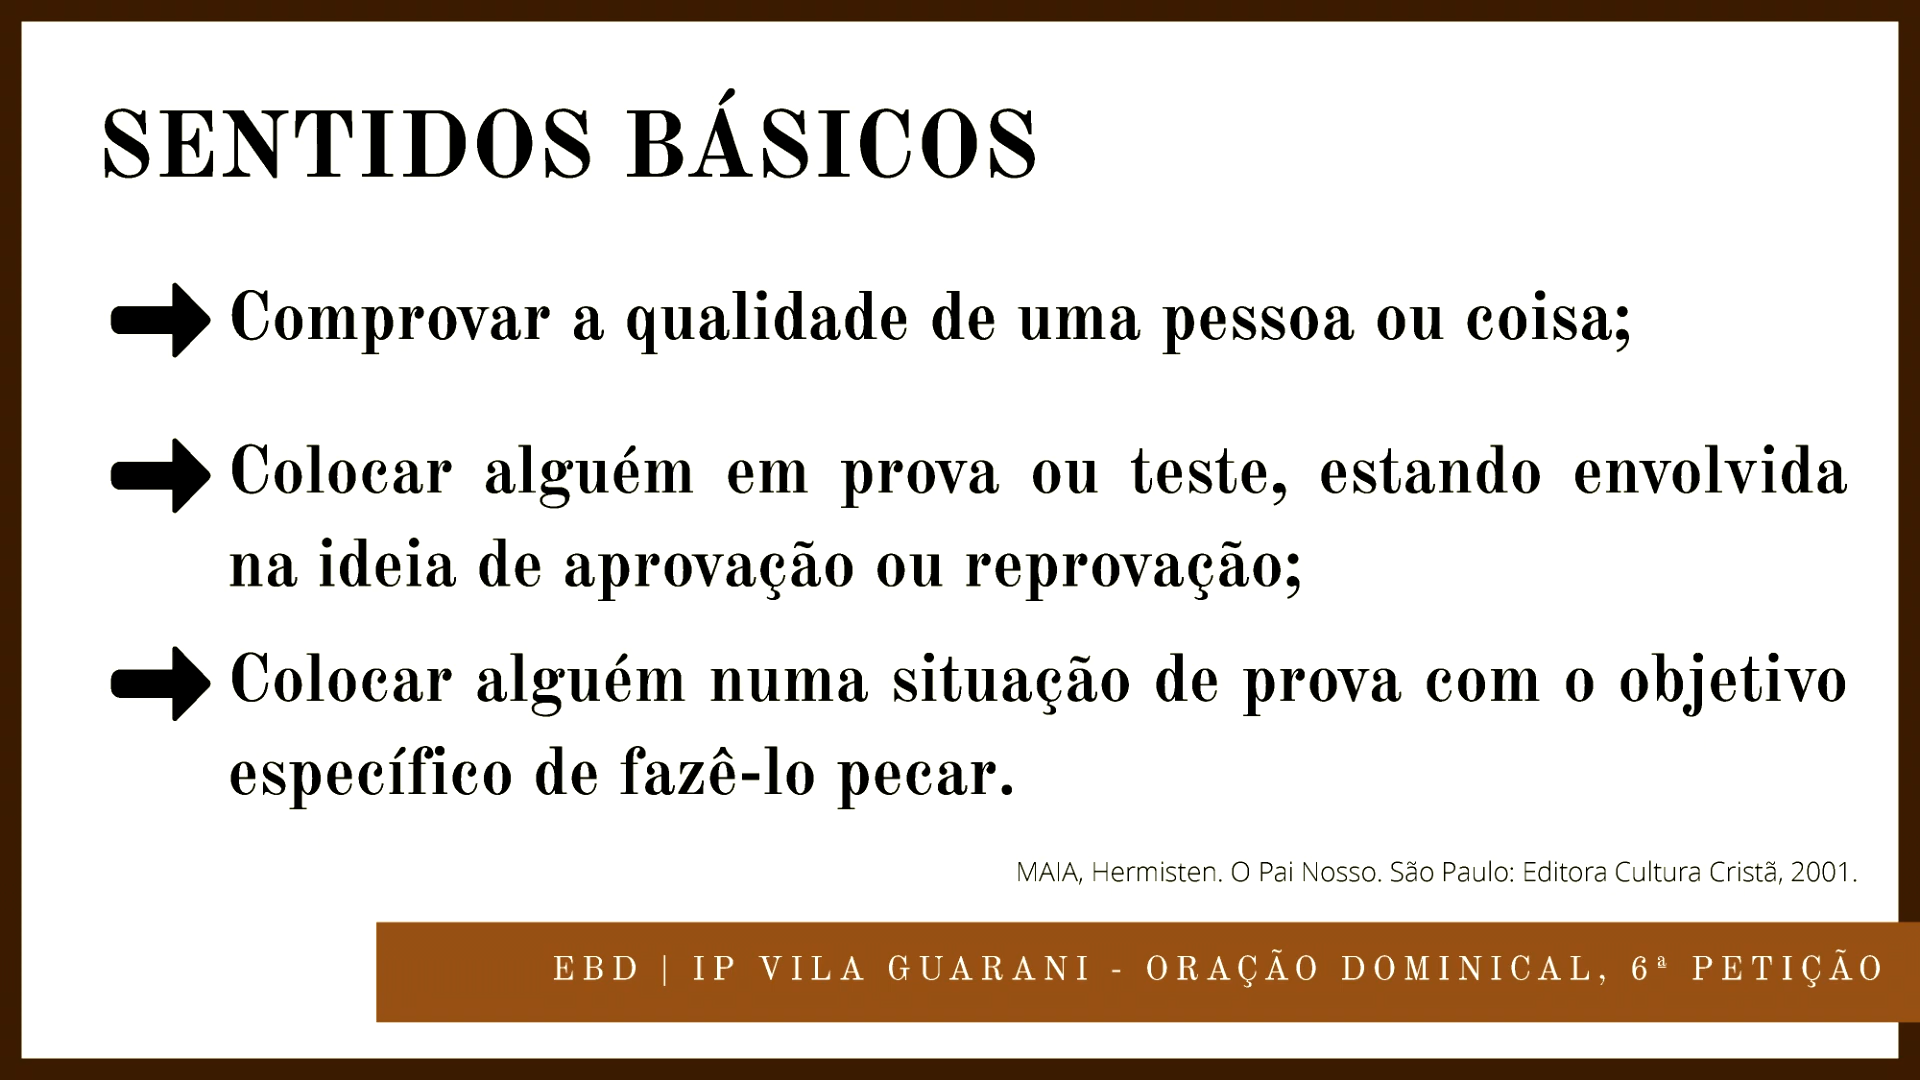 SENTIDOS BÁSICOS
Comprovar a qualidade de uma pessoa ou coisa;
Colocar alguém em prova ou teste, estando envolvida
na ideia de aprovação ou reprovação;
Colocar alguém numa situação de prova com o objetivo
específico de fazê-lo pecar.
MAIA, Hermisten. O Pai Nosso. São Paulo: Editora Cultura Cristã, 2001.
EBD | IP VILA GUARANI - ORAÇÃO DOMINICAL, 6ª PETIÇÃO